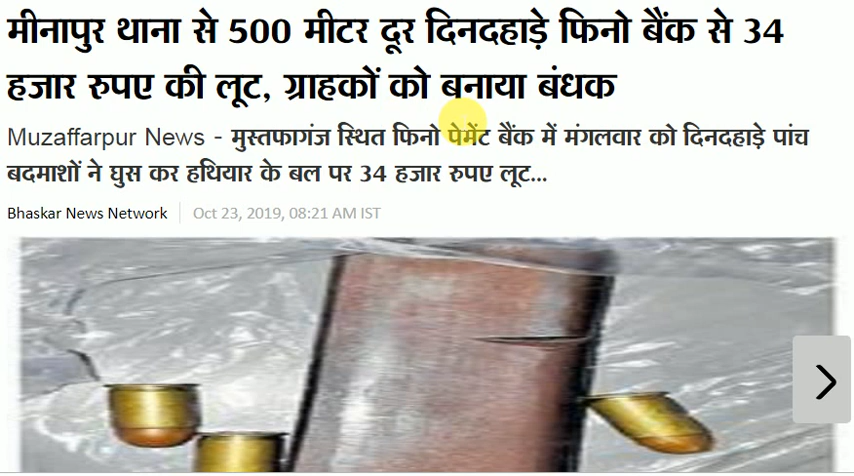 मीनापुर थाना से 500 मीटर दूर दिनदहाड़े फिनो बैंक से 34
हजार रुपए की लूट, ग्राहकों को बनाया बंधक
Muzaffarpur News - मुस्तफागंज स्थित फिनो पेमेंट बैंक में मंगलवार को दिनदहाड़े पांच
बदमाशों ने घुस कर हथियार के बल पर 34 हजार रुपए लूट...
Bhaskar News Network
Oct 23, 2019, 08:21 AM IST